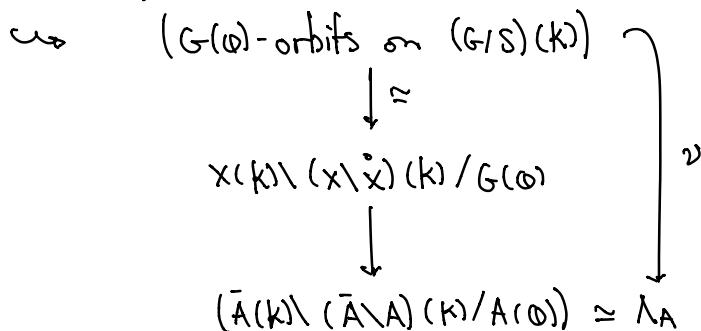 ⇝ (G(O)-orbits on (G/S)(K))
↓ ≃
ν
X(K)\(X\X̊)(K)/G(O)
↓
(Ā(K)\(Ā\A)(K)/A(O)) ≃ Λ_A